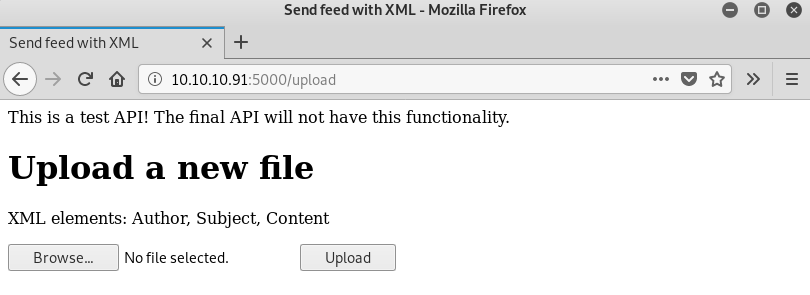 Send feed with XML - Mozilla Firefox
Send feed with XML
10.10.10.91:5000/upload
This is a test API! The final API will not have this functionality.
Upload a new file
XML elements: Author, Subject, Content
Browse... No file selected. Upload